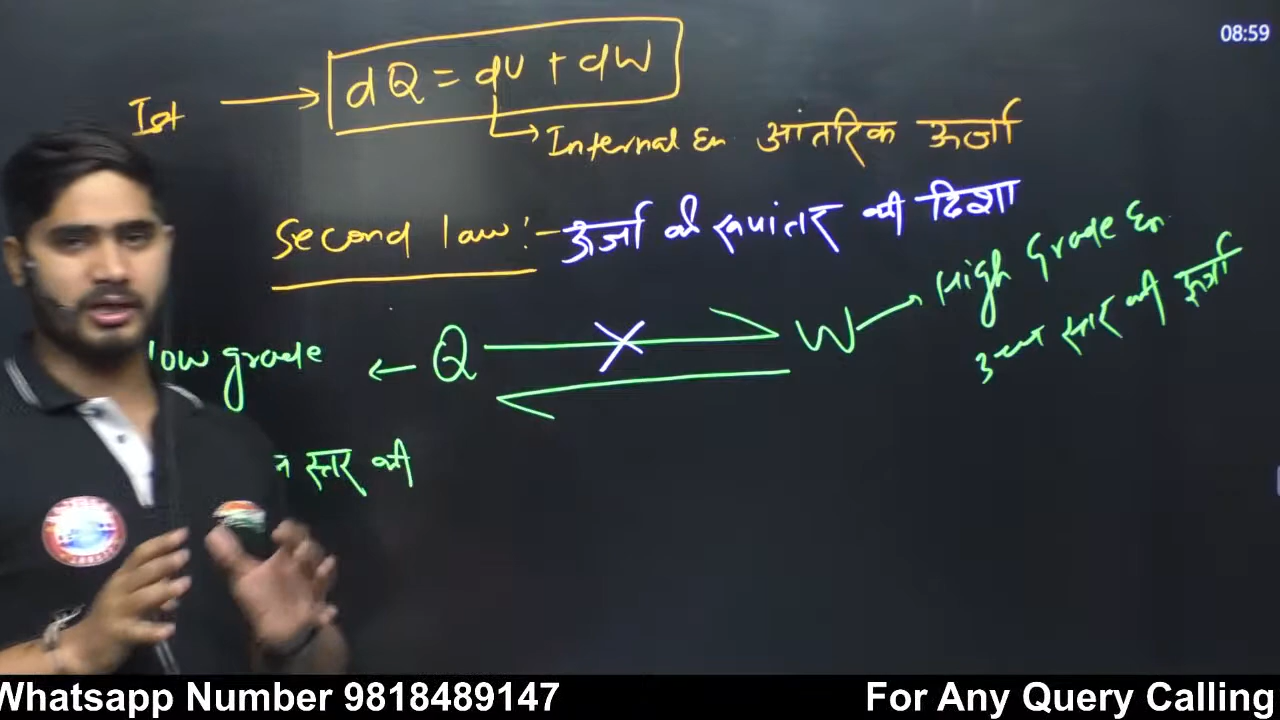 08:59
Ist → dQ = dU + dW
→ Internal En आंतरिक ऊर्जा
Second law :- ऊर्जा के रूपांतर की दिशा
High Grade En
उच्च स्तर की ऊर्जा
low grade ← Q W
स्तर की
Whatsapp Number 9818489147 For Any Query Calling